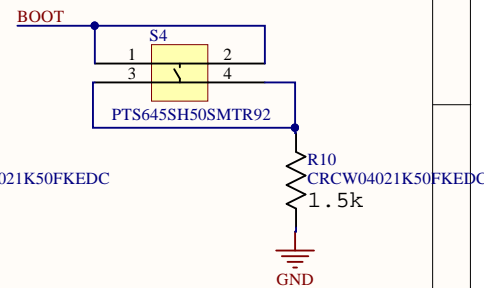 BOOT
S4
1 2
3 4
PTS645SH50SMTR92
R10
021K50FKEDC CRCW04021K50FKEDC
1.5k
GND